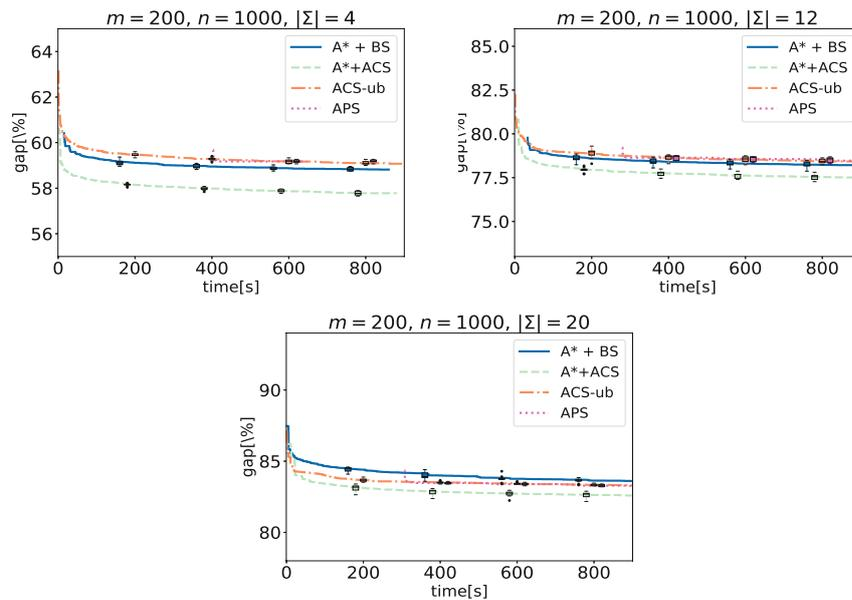 m = 200, n = 1000, |Σ| = 4
64
62
60
58
56
gap[\%]
A* + BS
A*+ACS
ACS-ub
APS
0
200
400
600
800
time[s]
m = 200, n = 1000, |Σ| = 12
85.0
82.5
80.0
77.5
75.0
gap[\%]
A* + BS
A*+ACS
ACS-ub
APS
0
200
400
600
800
time[s]
m = 200, n = 1000, |Σ| = 20
90
85
80
gap[\%]
A* + BS
A*+ACS
ACS-ub
APS
0
200
400
600
800
time[s]